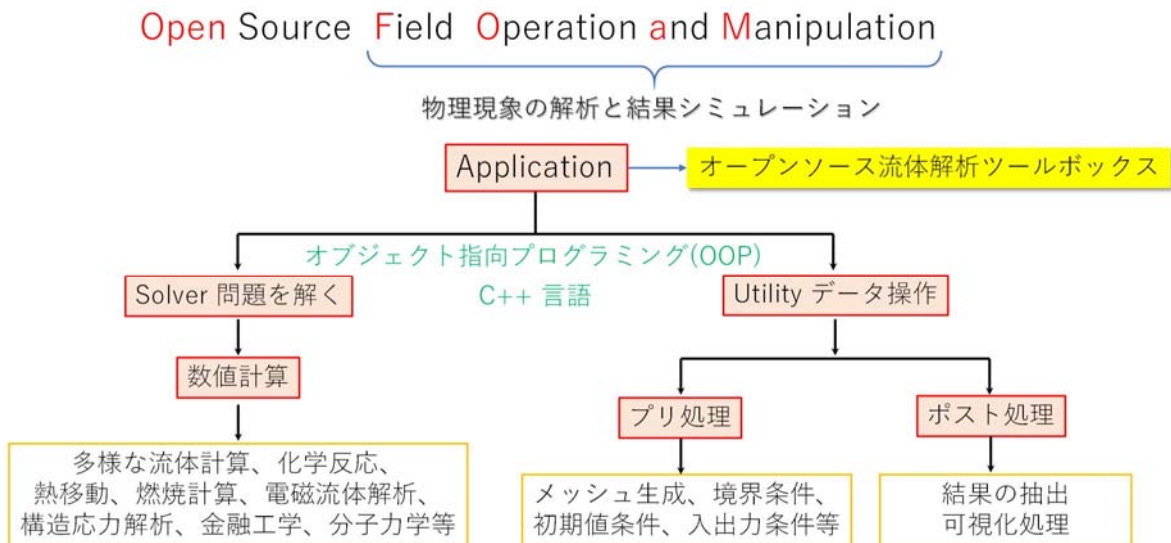 Open Source Field Operation and Manipulation
物理現象の解析と結果シミュレーション
Application
オープンソース流体解析ツールボックス
オブジェクト指向プログラミング(OOP)
C++ 言語
Solver 問題を解く
Utility データ操作
数値計算
プリ処理
ポスト処理
多様な流体計算、化学反応、
熱移動、燃焼計算、電磁流体解析、
構造応力解析、金融工学、分子力学等
メッシュ生成、境界条件、
初期値条件、入出力条件等
結果の抽出
可視化処理